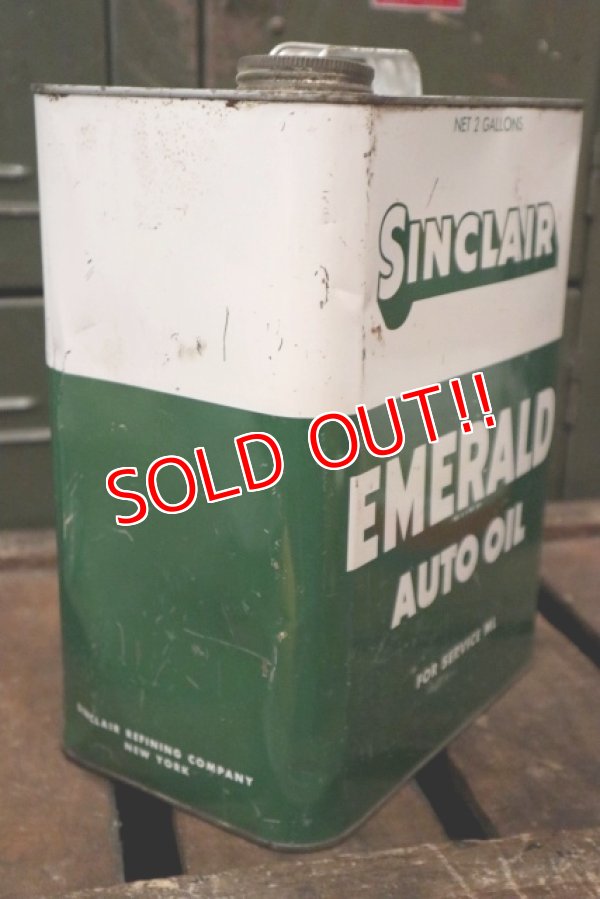 NET 2 GALLONS
SINCLAIR
SOLD OUT!!
EMERALD
AUTO OIL
FOR SERVICE ML
SINCLAIR REFINING COMPANY
NEW YORK